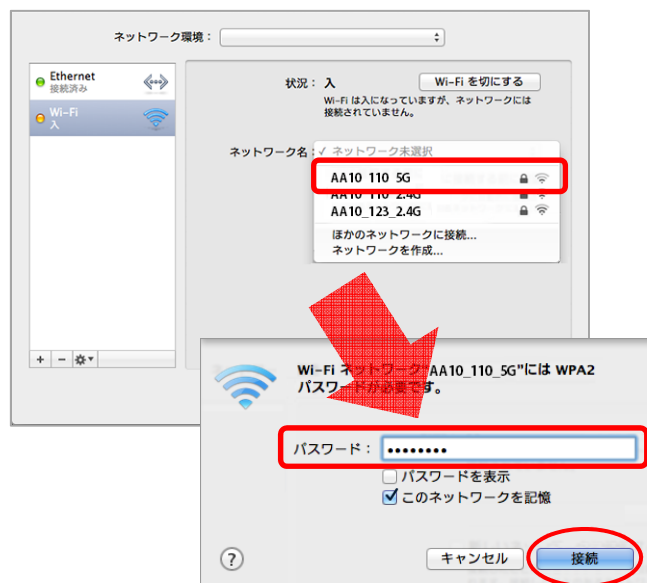 ネットワーク環境：
Ethernet
接続済み
Wi-Fi
入
状況： 入
Wi-Fi を切にする
Wi-Fi は入になっていますが、ネットワークには
接続されていません。
ネットワーク名： ✓ ネットワーク未選択
AA10_110_5G
AA10_110_2.4G
AA10_123_2.4G
ほかのネットワークに接続...
ネットワークを作成...
Wi-Fi ネットワーク"AA10_110_5G"には WPA2
パスワードが必要です。
パスワード： ••••••••
パスワードを表示
このネットワークを記憶
?
キャンセル
接続